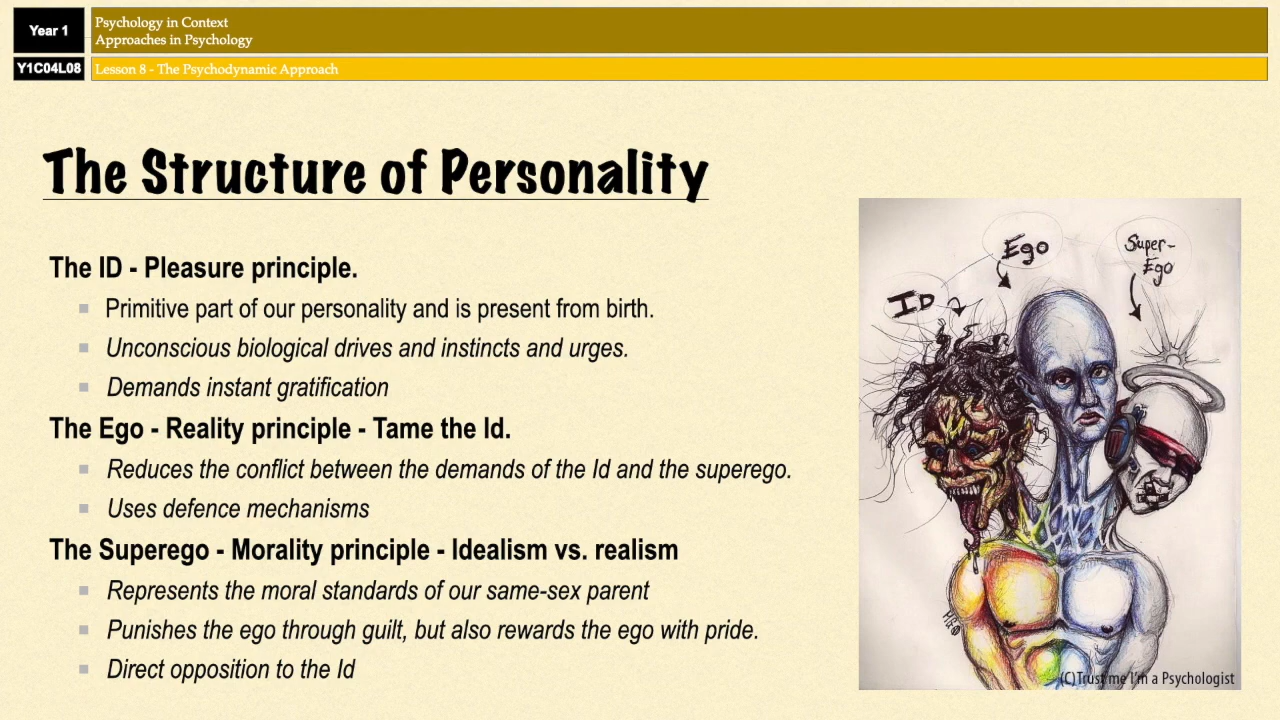 Year 1
Psychology in Context
Approaches in Psychology
Y1C04L08
Lesson 8 - The Psychodynamic Approach
The Structure of Personality
The ID - Pleasure principle.
Primitive part of our personality and is present from birth.
Unconscious biological drives and instincts and urges.
Demands instant gratification
The Ego - Reality principle - Tame the Id.
Reduces the conflict between the demands of the Id and the superego.
Uses defence mechanisms
The Superego - Morality principle - Idealism vs. realism
Represents the moral standards of our same-sex parent
Punishes the ego through guilt, but also rewards the ego with pride.
Direct opposition to the Id
ID
Ego
Super-
Ego
(C)Trust me I'm a Psychologist